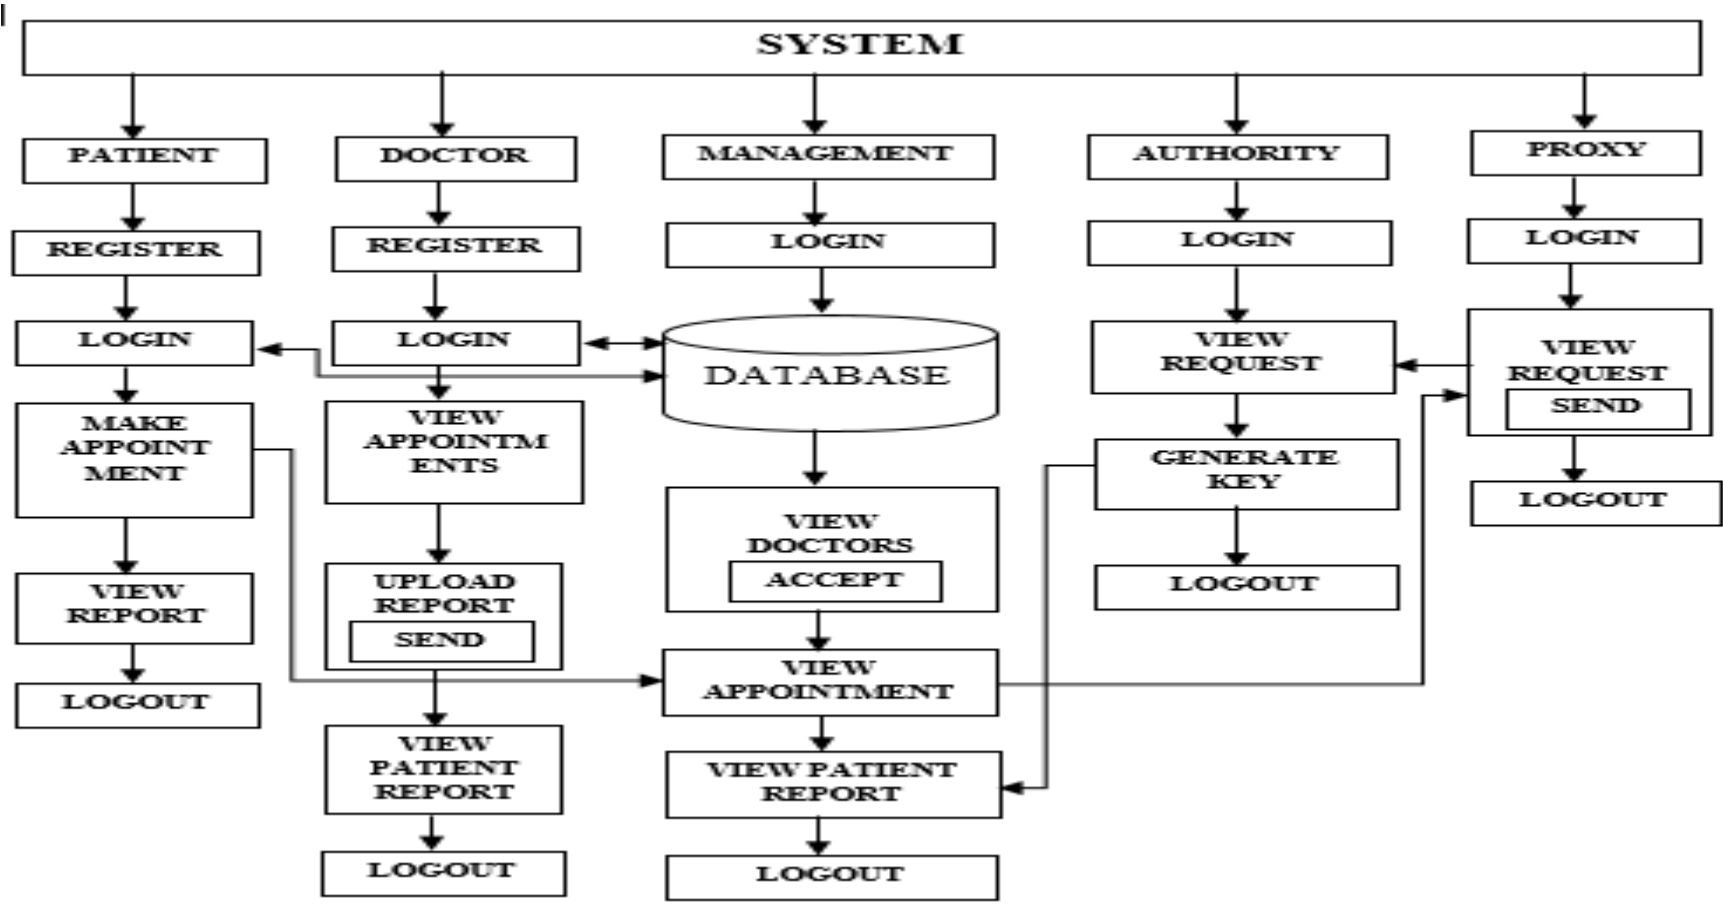 SYSTEM
PATIENT
REGISTER
LOGIN
MAKE
APPOINT
MENT
VIEW
REPORT
LOGOUT
DOCTOR
REGISTER
LOGIN
VIEW
APPOINTM
ENTS
UPLOAD
REPORT
SEND
VIEW
PATIENT
REPORT
LOGOUT
MANAGEMENT
LOGIN
DATABASE
VIEW
DOCTORS
ACCEPT
VIEW
APPOINTMENT
VIEW PATIENT
REPORT
LOGOUT
AUTHORITY
LOGIN
VIEW
REQUEST
GENERATE
KEY
LOGOUT
PROXY
LOGIN
VIEW
REQUEST
SEND
LOGOUT